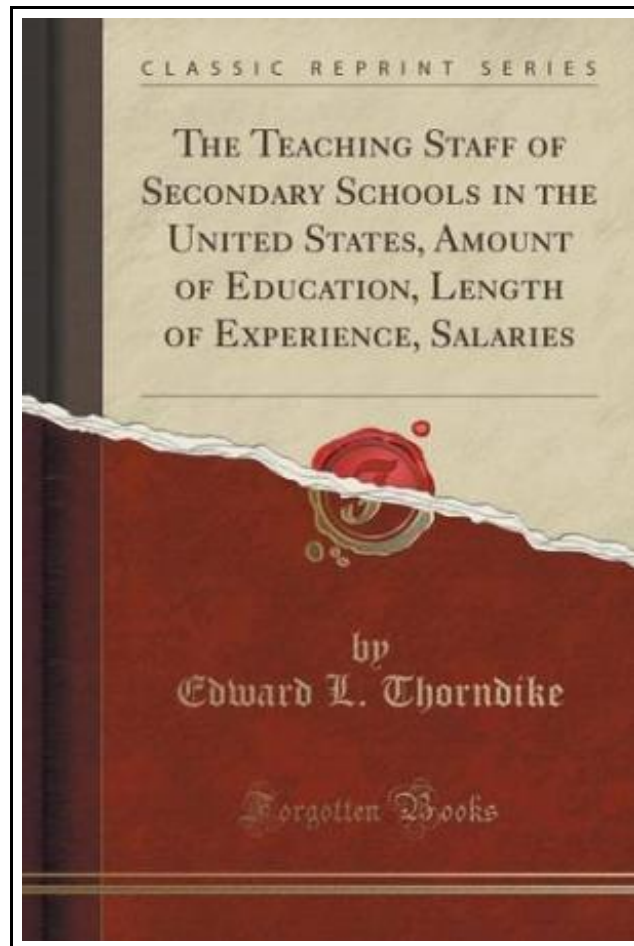 CLASSIC REPRINT SERIES
THE TEACHING STAFF OF
SECONDARY SCHOOLS IN THE
UNITED STATES, AMOUNT
OF EDUCATION, LENGTH
OF EXPERIENCE, SALARIES
by
Edward L. Thorndike
Forgotten Books